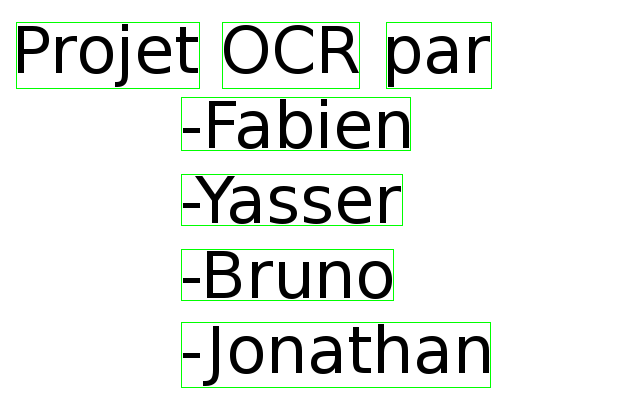 Projet OCR par
-Fabien
-Yasser
-Bruno
-Jonathan